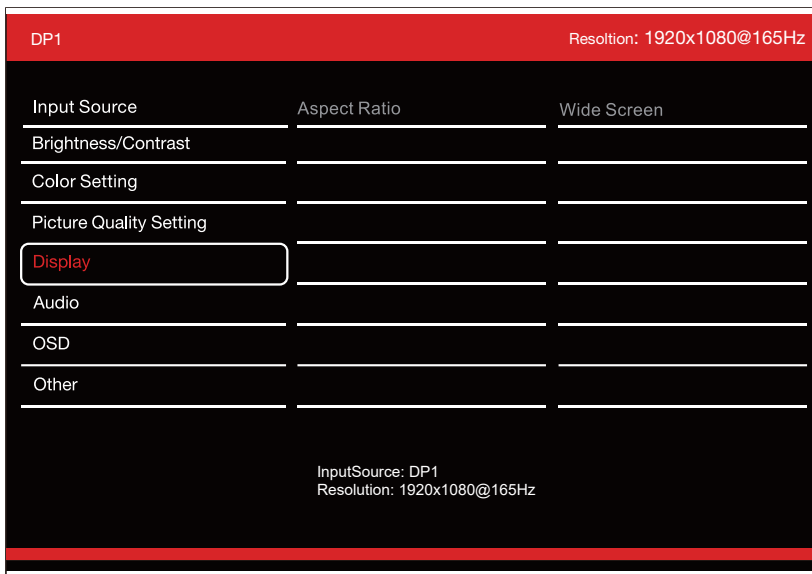 DP1 Resoltion: 1920x1080@165Hz
Input Source Aspect Ratio Wide Screen
Brightness/Contrast
Color Setting
Picture Quality Setting
Display
Audio
OSD
Other
InputSource: DP1
Resolution: 1920x1080@165Hz